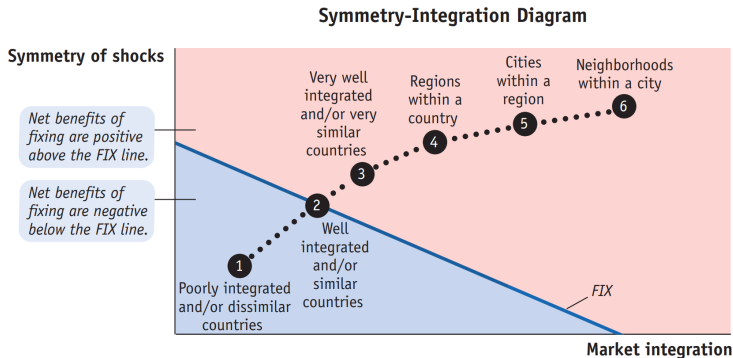 Symmetry-Integration Diagram
Symmetry of shocks
Net benefits of
fixing are positive
above the FIX line.
Net benefits of
fixing are negative
below the FIX line.
1
Poorly integrated
and/or dissimilar
countries
2
Well
integrated
and/or
similar
countries
Very well
integrated
and/or very
similar
countries
3
Regions
within a
country
4
Cities
within a
region
5
Neighborhoods
within a city
6
FIX
Market integration